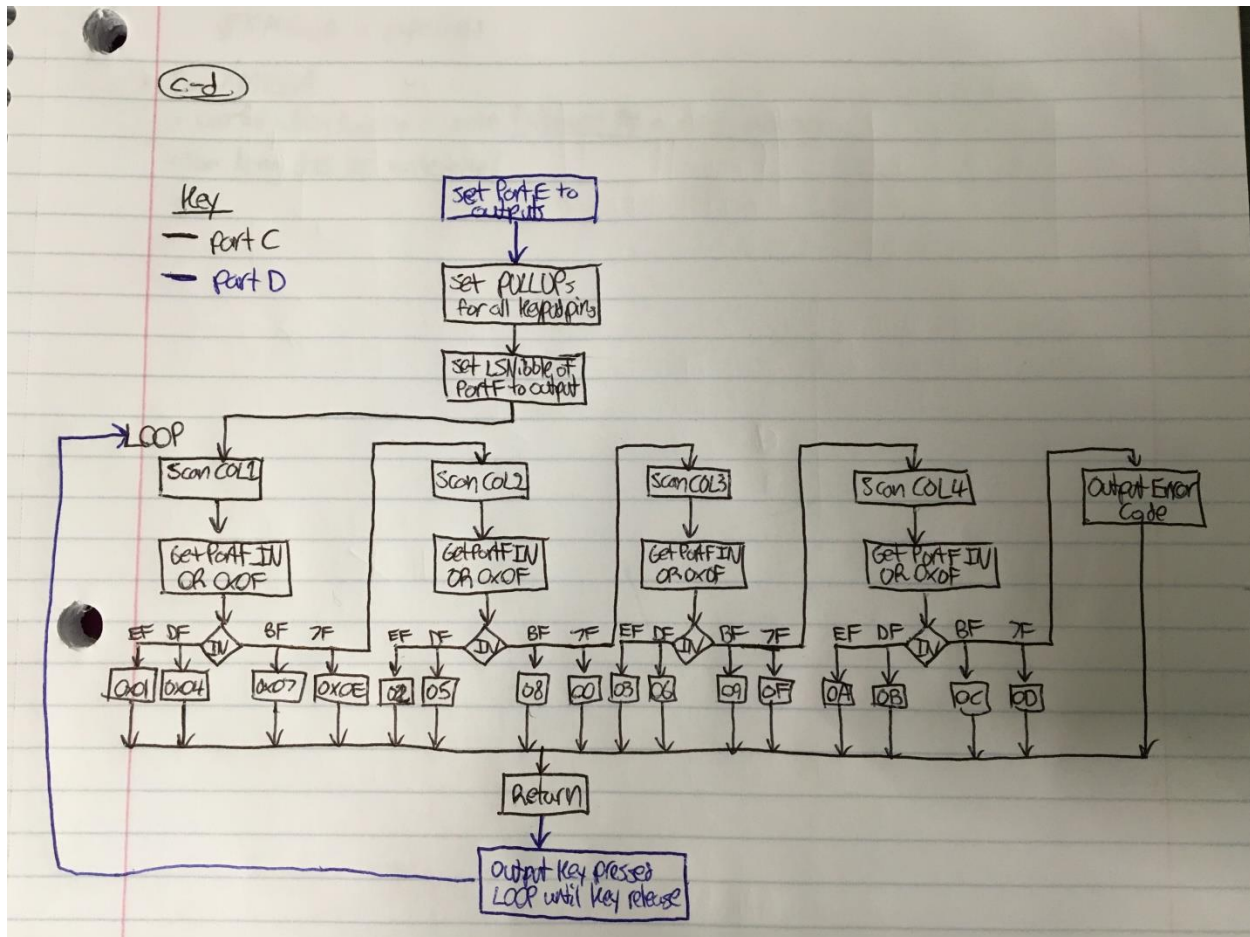 c-d.
Key
Part C
Part D
Set Port E to
outputs
Set PULLUPs
for all keypad pins
Set LSNibble of
Port F to output
LOOP
Scan COL1
Scan COL2
Scan COL3
Scan COL4
Output Error
Code
Get PortF IN
OR 0x0F
Get PortF IN
OR 0x0F
Get PortF IN
OR 0x0F
Get PortF IN
OR 0x0F
EF DF IN BF 7F
EF DF IN BF 7F
EF DF IN BF 7F
EF DF IN BF 7F
0x01 0x04 0x07 0x0E
02 05 08 00
03 06 09 0F
0A 0B 0C 0D
Return
Output key pressed
LOOP until key release